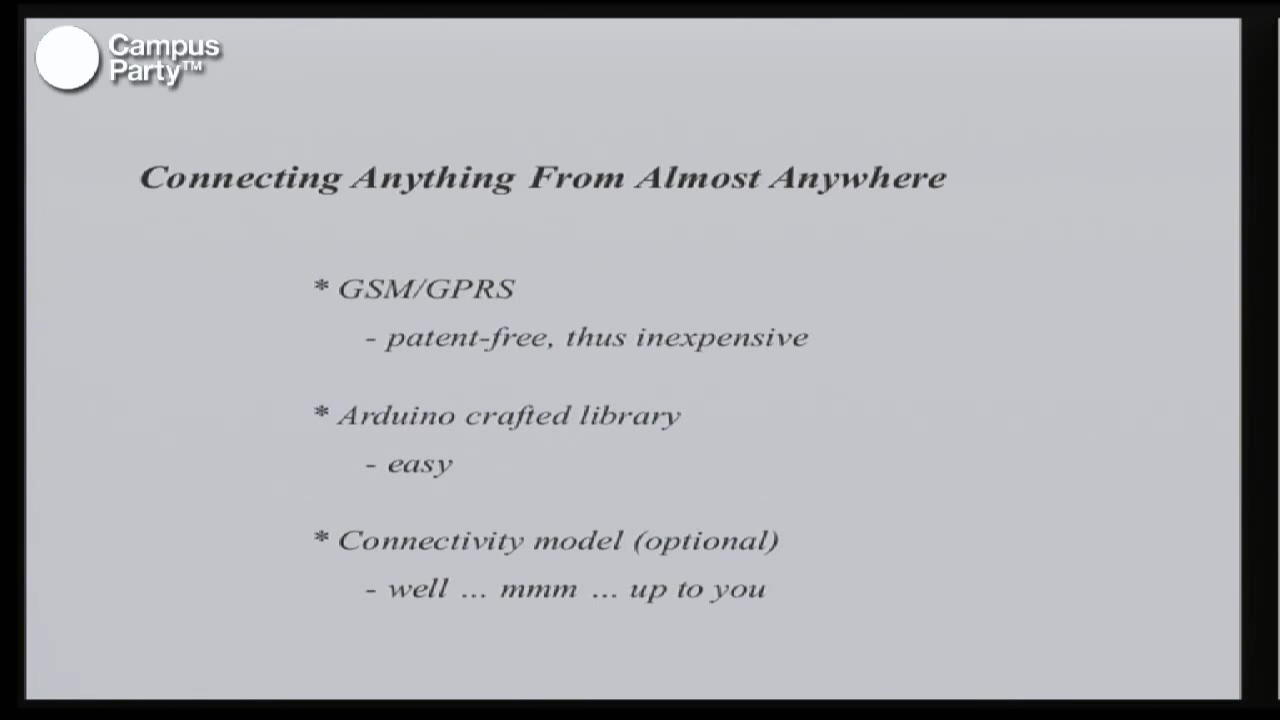 Campus
Party™
Connecting Anything From Almost Anywhere
* GSM/GPRS
- patent-free, thus inexpensive
* Arduino crafted library
- easy
* Connectivity model (optional)
- well ... mmm ... up to you